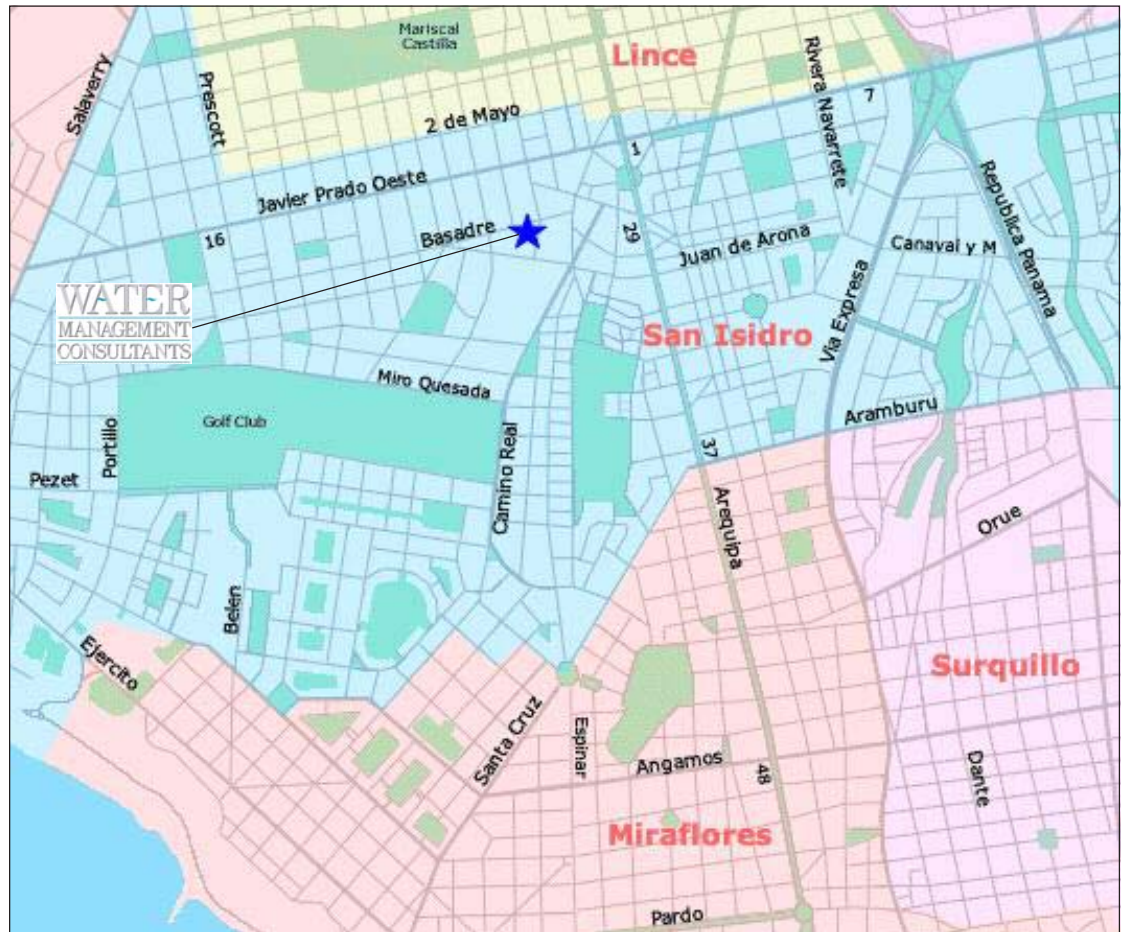 Mariscal
Castilla
Lince
Salaverry
Prescott
2 de Mayo
Rivera Navarrete
7
1
Javier Prado Oeste
16
Basadre
29
Juan de Arona
Canaval y M
Republica Panama
Via Expresa
WATER
MANAGEMENT
CONSULTANTS
San Isidro
Miro Quesada
Aramburu
Golf Club
Portillo
Camino Real
37
Pezet
Arequipa
Orue
Belen
Ejercito
Surquillo
Santa Cruz
Espinar
Angamos
48
Dante
Miraflores
Pardo